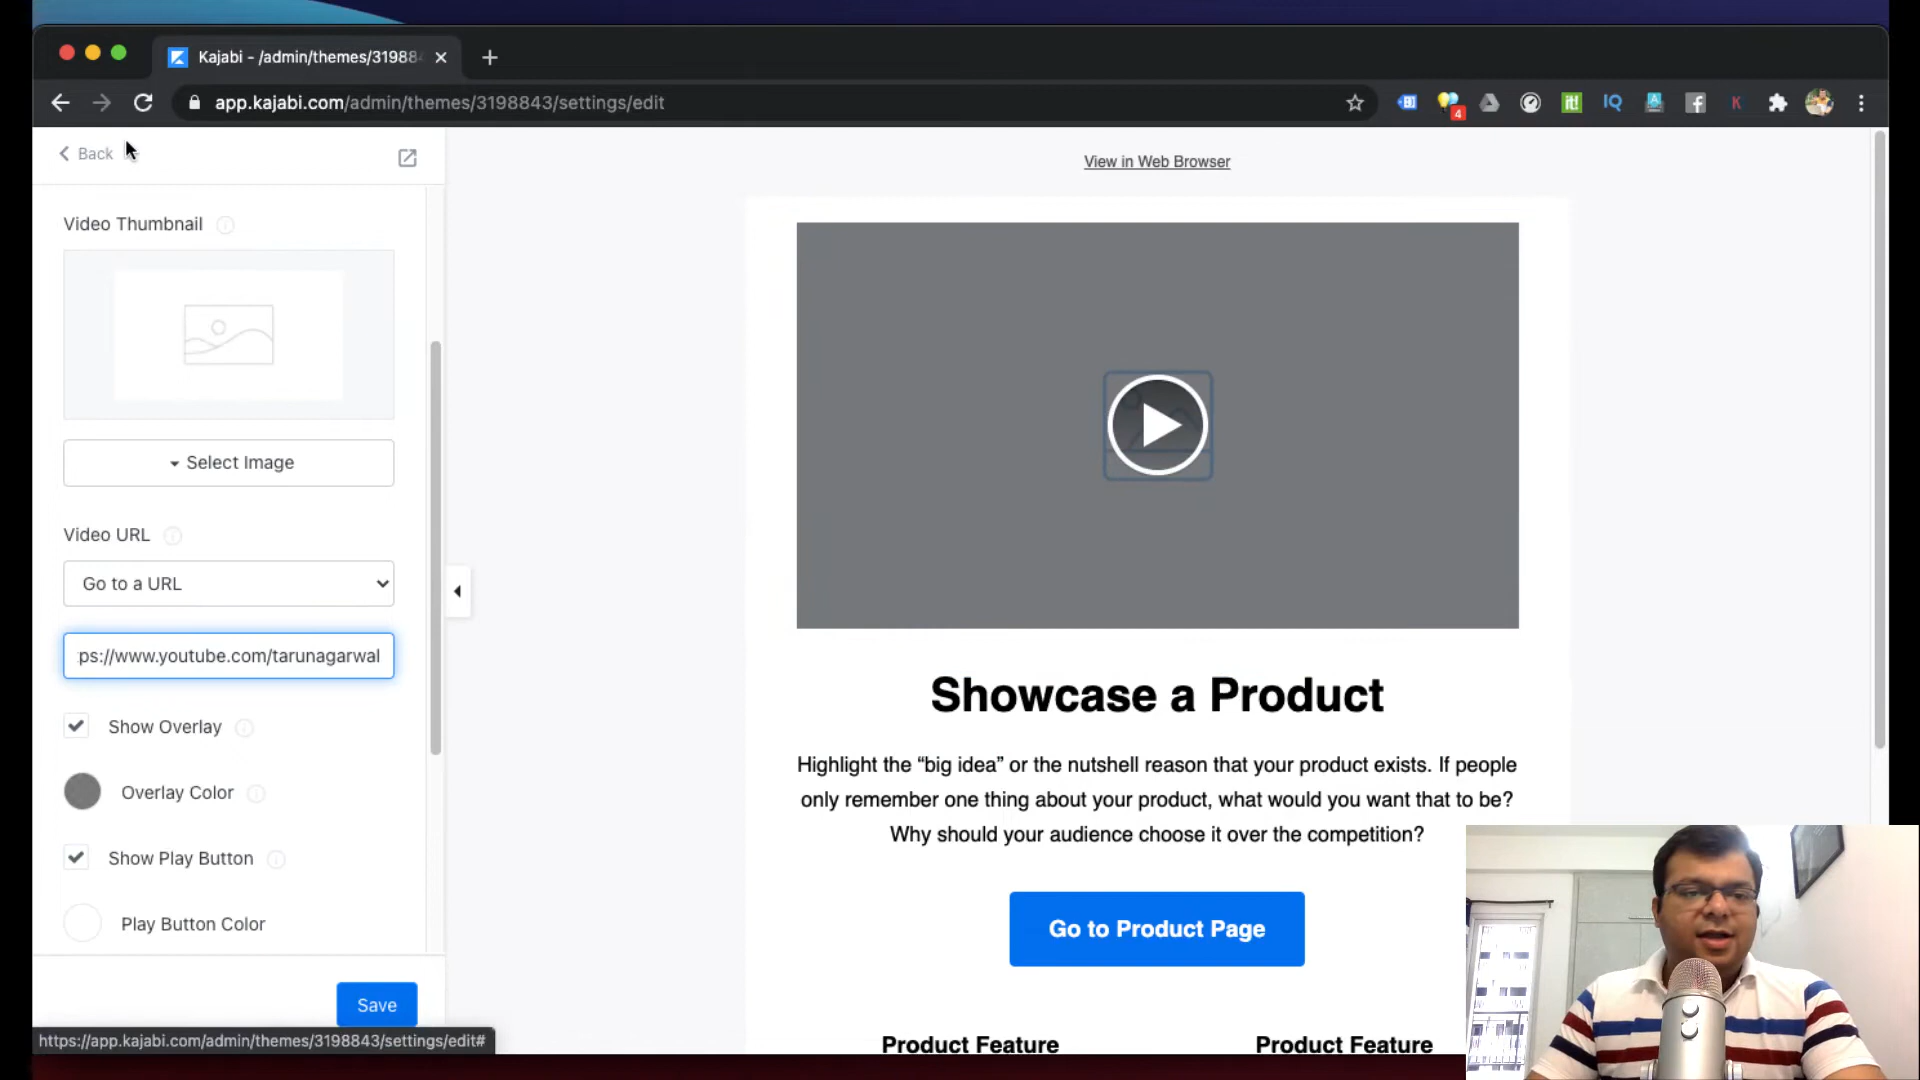 Kajabi - /admin/themes/31988
app.kajabi.com/admin/themes/3198843/settings/edit
4
it!
IQ
K
Back
View in Web Browser
Video Thumbnail
Select Image
Video URL
Go to a URL
ps://www.youtube.com/tarunagarwal
Show Overlay
Overlay Color
Show Play Button
Play Button Color
Save
https://app.kajabi.com/admin/themes/3198843/settings/edit#
Showcase a Product
Highlight the “big idea” or the nutshell reason that your product exists. If people
only remember one thing about your product, what would you want that to be?
Why should your audience choose it over the competition?
Go to Product Page
Product Feature
Product Feature